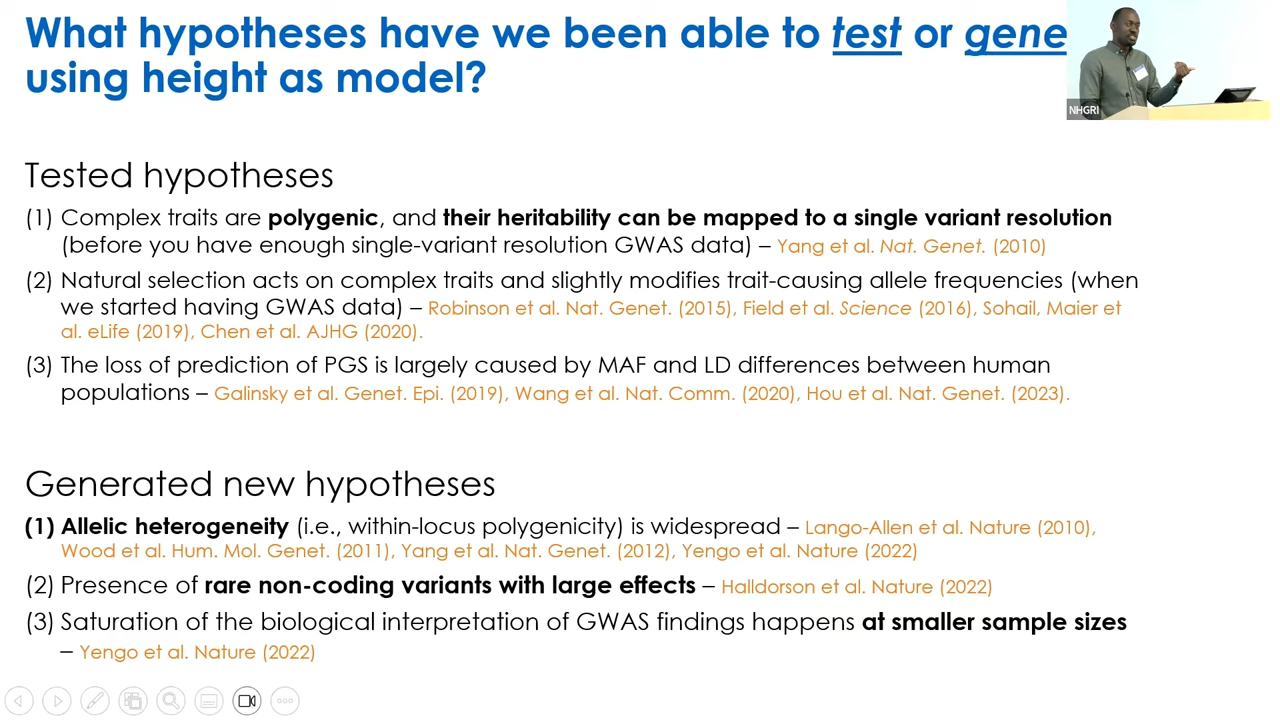 What hypotheses have we been able to test or gene
using height as model?
NHGRI
Tested hypotheses
(1) Complex traits are polygenic, and their heritability can be mapped to a single variant resolution
(before you have enough single-variant resolution GWAS data) – Yang et al. Nat. Genet. (2010)
(2) Natural selection acts on complex traits and slightly modifies trait-causing allele frequencies (when
we started having GWAS data) – Robinson et al. Nat. Genet. (2015), Field et al. Science (2016), Sohail, Maier et
al. eLife (2019), Chen et al. AJHG (2020).
(3) The loss of prediction of PGS is largely caused by MAF and LD differences between human
populations – Galinsky et al. Genet. Epi. (2019), Wang et al. Nat. Comm. (2020), Hou et al. Nat. Genet. (2023).
Generated new hypotheses
(1) Allelic heterogeneity (i.e., within-locus polygenicity) is widespread – Lango-Allen et al. Nature (2010),
Wood et al. Hum. Mol. Genet. (2011), Yang et al. Nat. Genet. (2012), Yengo et al. Nature (2022)
(2) Presence of rare non-coding variants with large effects – Halldorson et al. Nature (2022)
(3) Saturation of the biological interpretation of GWAS findings happens at smaller sample sizes
– Yengo et al. Nature (2022)